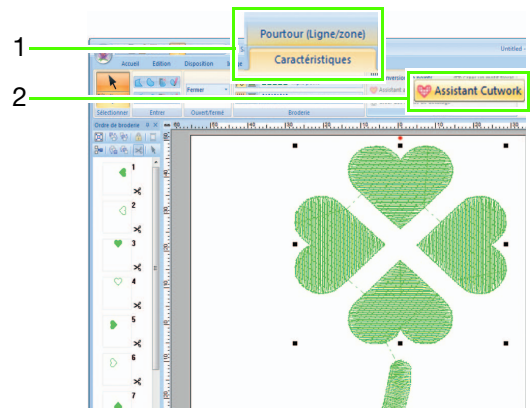 1
2
Pourtour (Ligne/zone)
Caractéristiques
Untitled
Accueil Edition Disposition
Fermer
Assistant Cutwork
Sélectionner Entrer Ouvert/fermé Broderie
Ordre de broderie
1
2
3
4
5
6
7